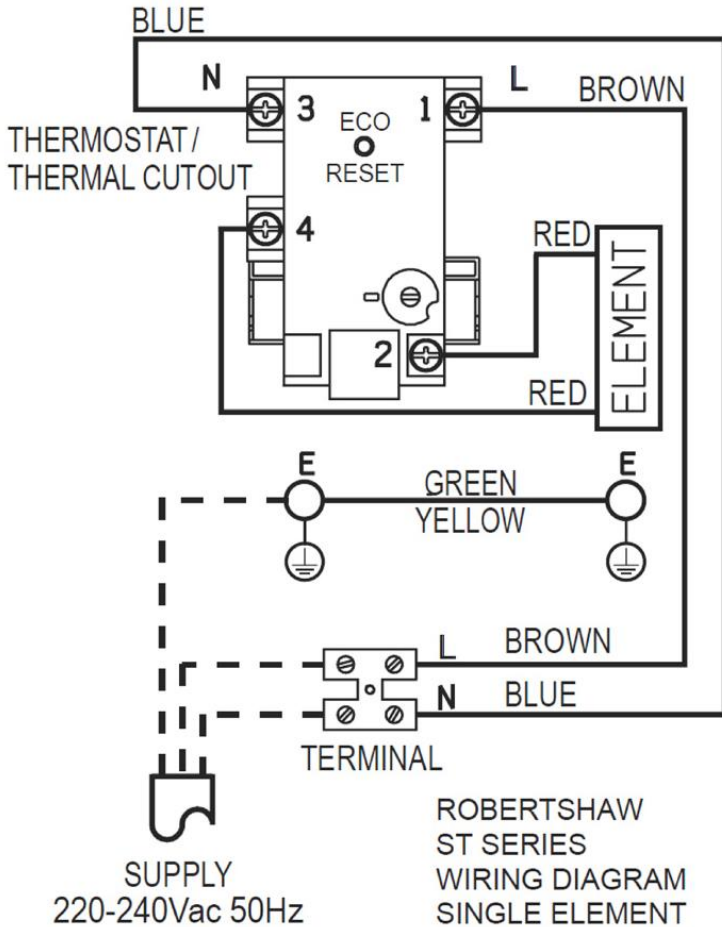 BLUE
N
L
BROWN
3
ECO
1
THERMOSTAT /
THERMAL CUTOUT
RESET
4
RED
ELEMENT
2
RED
E
E
GREEN
YELLOW
L
BROWN
N
BLUE
TERMINAL
SUPPLY
220-240Vac 50Hz
ROBERTSHAW
ST SERIES
WIRING DIAGRAM
SINGLE ELEMENT